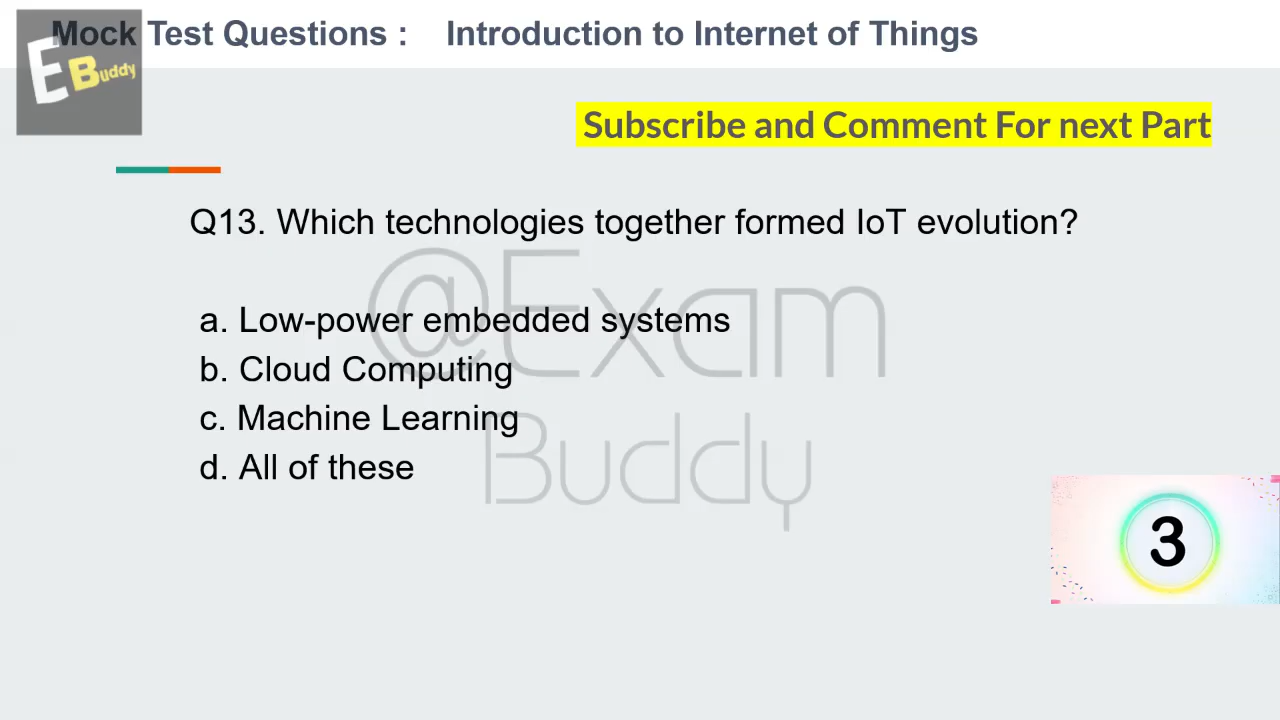 Mock Test Questions : Introduction to Internet of Things
E Buddy
Subscribe and Comment For next Part
Q13. Which technologies together formed IoT evolution?
@Exam
a. Low-power embedded systems
b. Cloud Computing
c. Machine Learning
Buddy
d. All of these
3